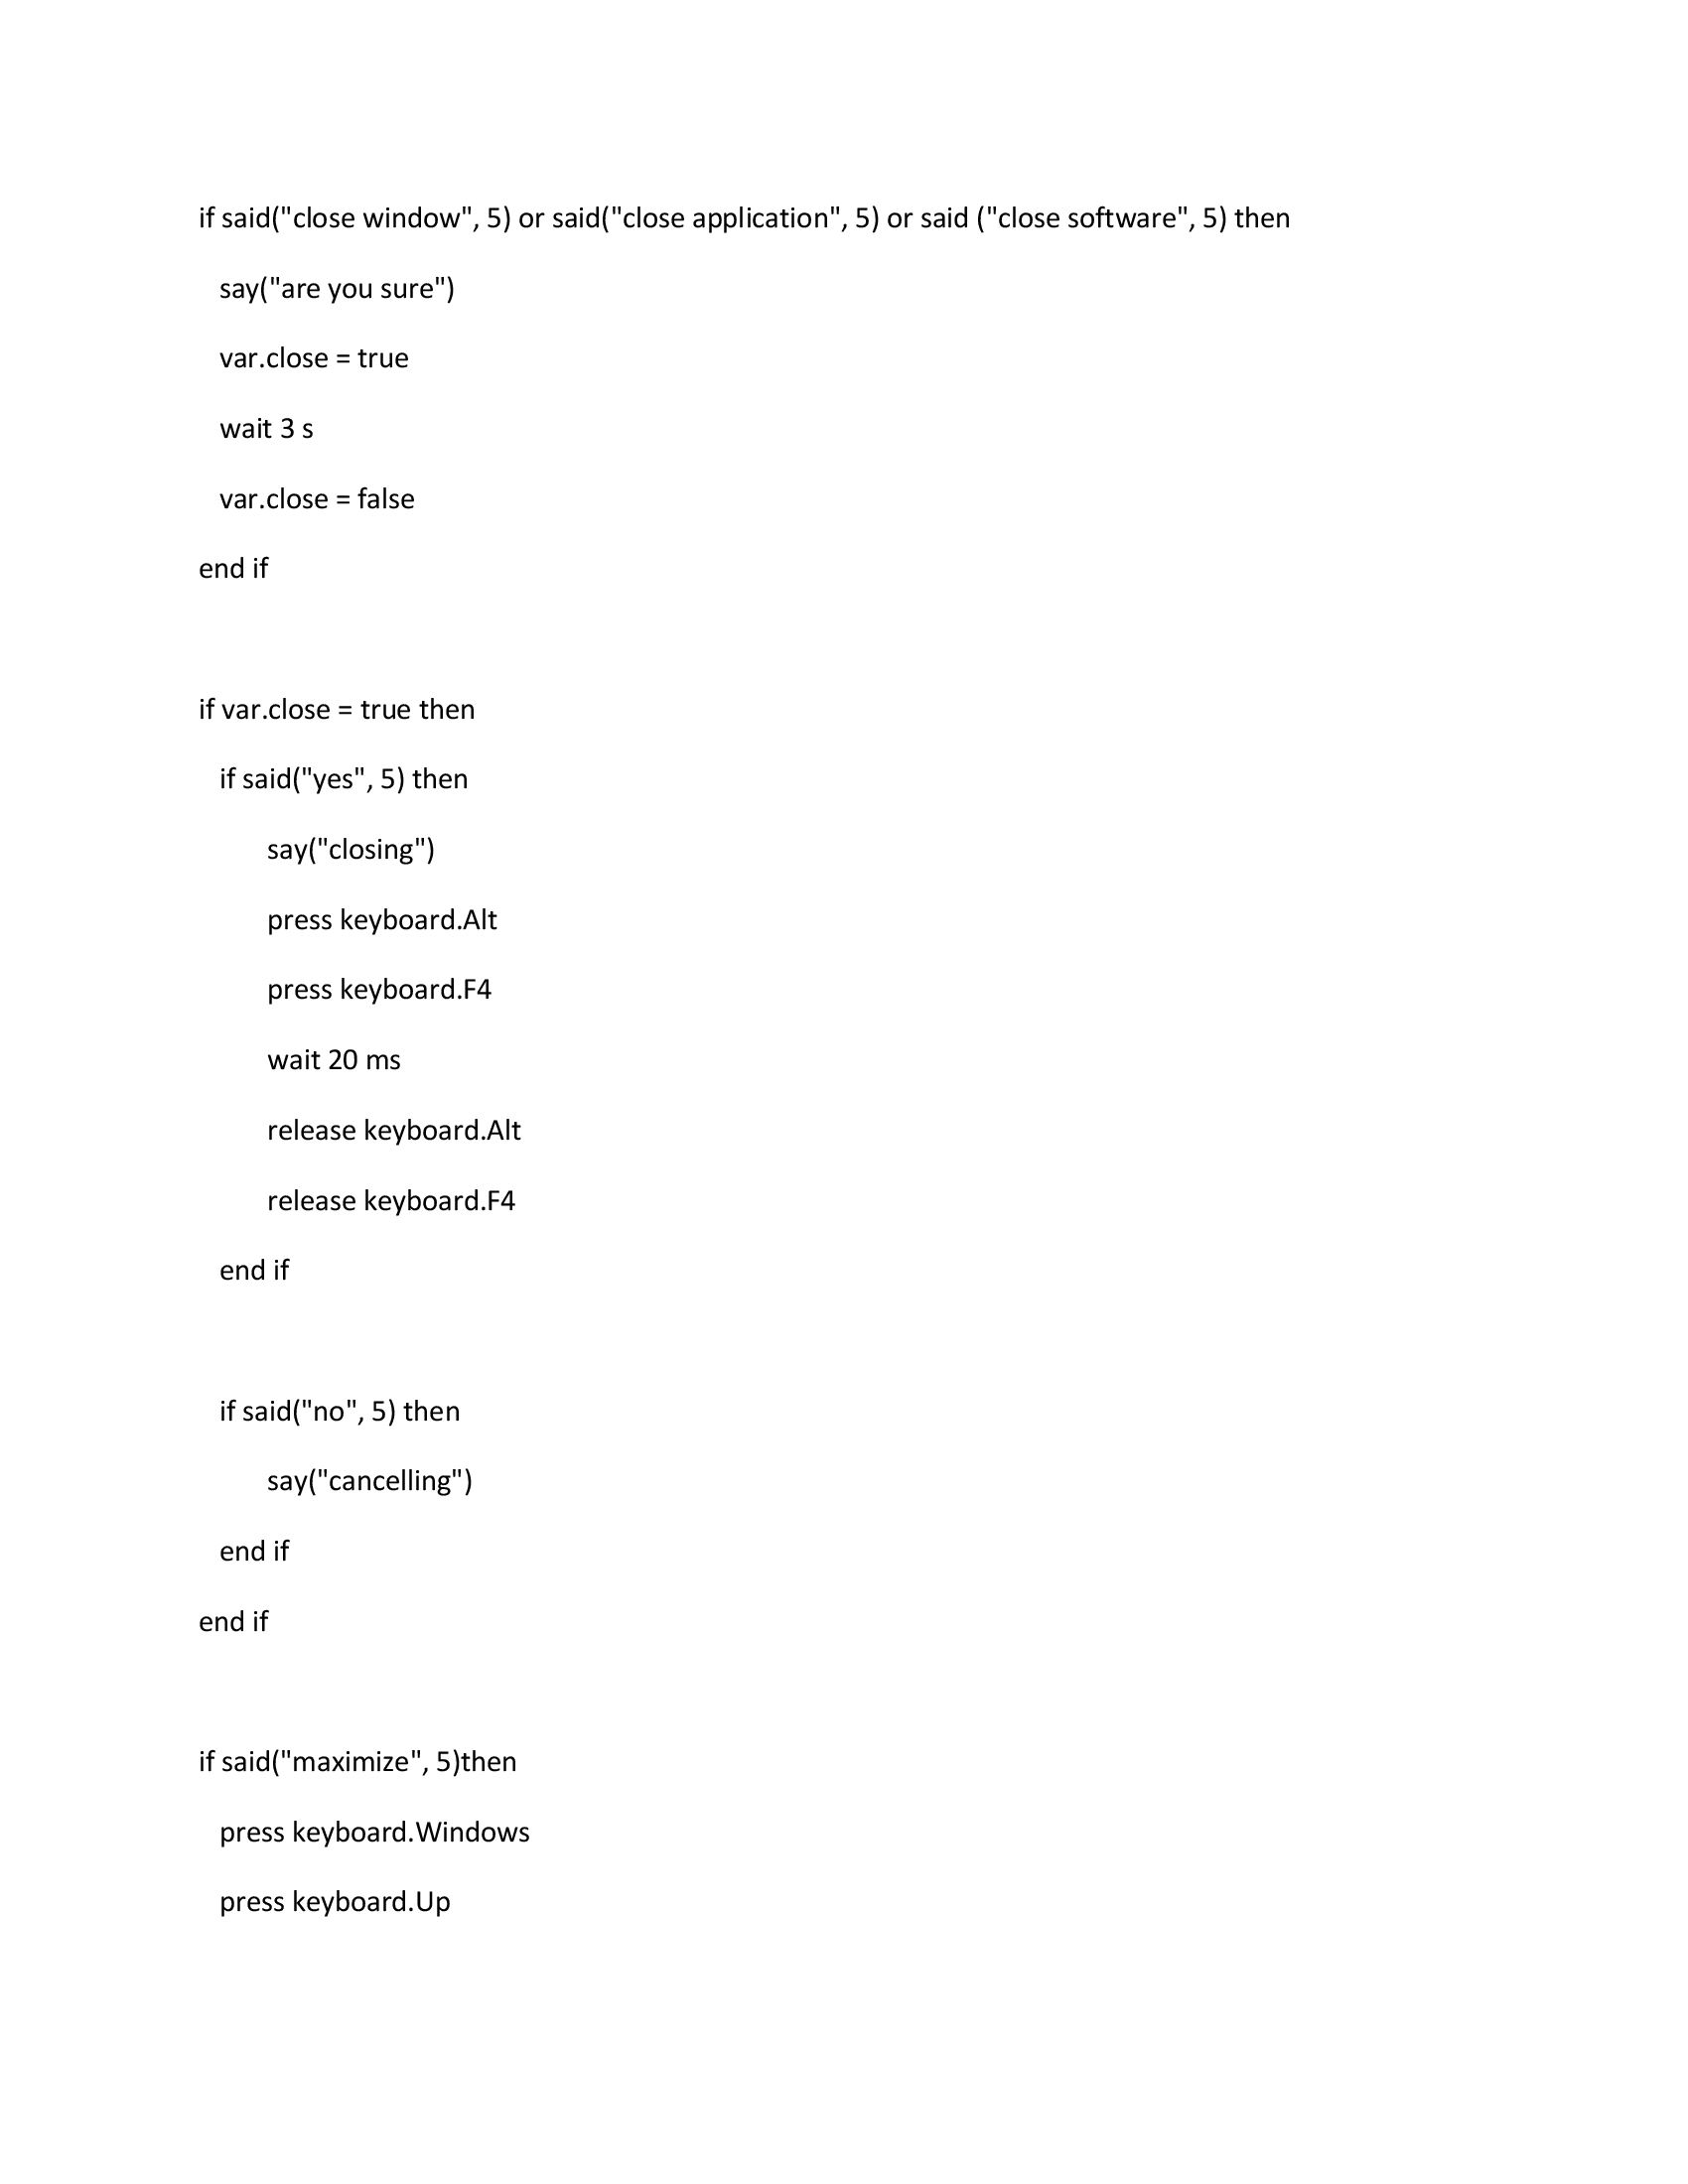 if said("close window", 5) or said("close application", 5) or said ("close software", 5) then
say("are you sure")
var.close = true
wait 3 s
var.close = false
end if
if var.close = true then
if said("yes", 5) then
say("closing")
press keyboard.Alt
press keyboard.F4
wait 20 ms
release keyboard.Alt
release keyboard.F4
end if
if said("no", 5) then
say("cancelling")
end if
end if
if said("maximize", 5)then
press keyboard.Windows
press keyboard.Up